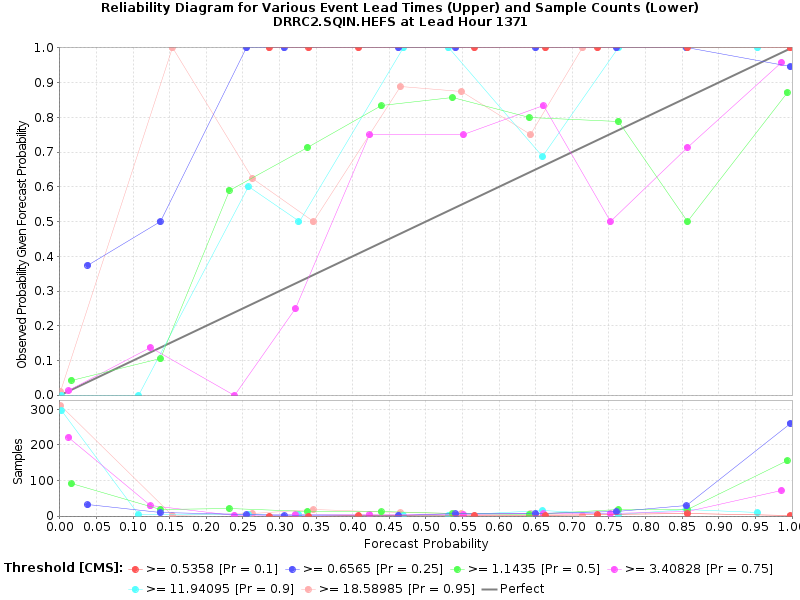 Reliability Diagram for Various Event Lead Times (Upper) and Sample Counts (Lower)
DRRC2.SQIN.HEFS at Lead Hour 1371
Observed Probability Given Forecast Probability
1.0
0.9
0.8
0.7
0.6
0.5
0.4
0.3
0.2
0.1
0.0
Samples
300
200
100
0
0.00 0.05 0.10 0.15 0.20 0.25 0.30 0.35 0.40 0.45 0.50 0.55 0.60 0.65 0.70 0.75 0.80 0.85 0.90 0.95 1.00
Forecast Probability
Threshold [CMS]: >= 0.5358 [Pr = 0.1] >= 0.6565 [Pr = 0.25] >= 1.1435 [Pr = 0.5] >= 3.40828 [Pr = 0.75]
>= 11.94095 [Pr = 0.9] >= 18.58985 [Pr = 0.95] Perfect